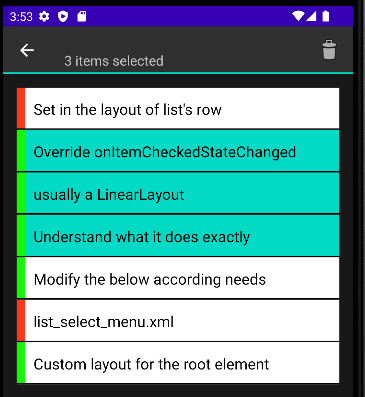 3:53
3 items selected
Set in the layout of list's row
Override onItemCheckedStateChanged
usually a LinearLayout
Understand what it does exactly
Modify the below according needs
list_select_menu.xml
Custom layout for the root element